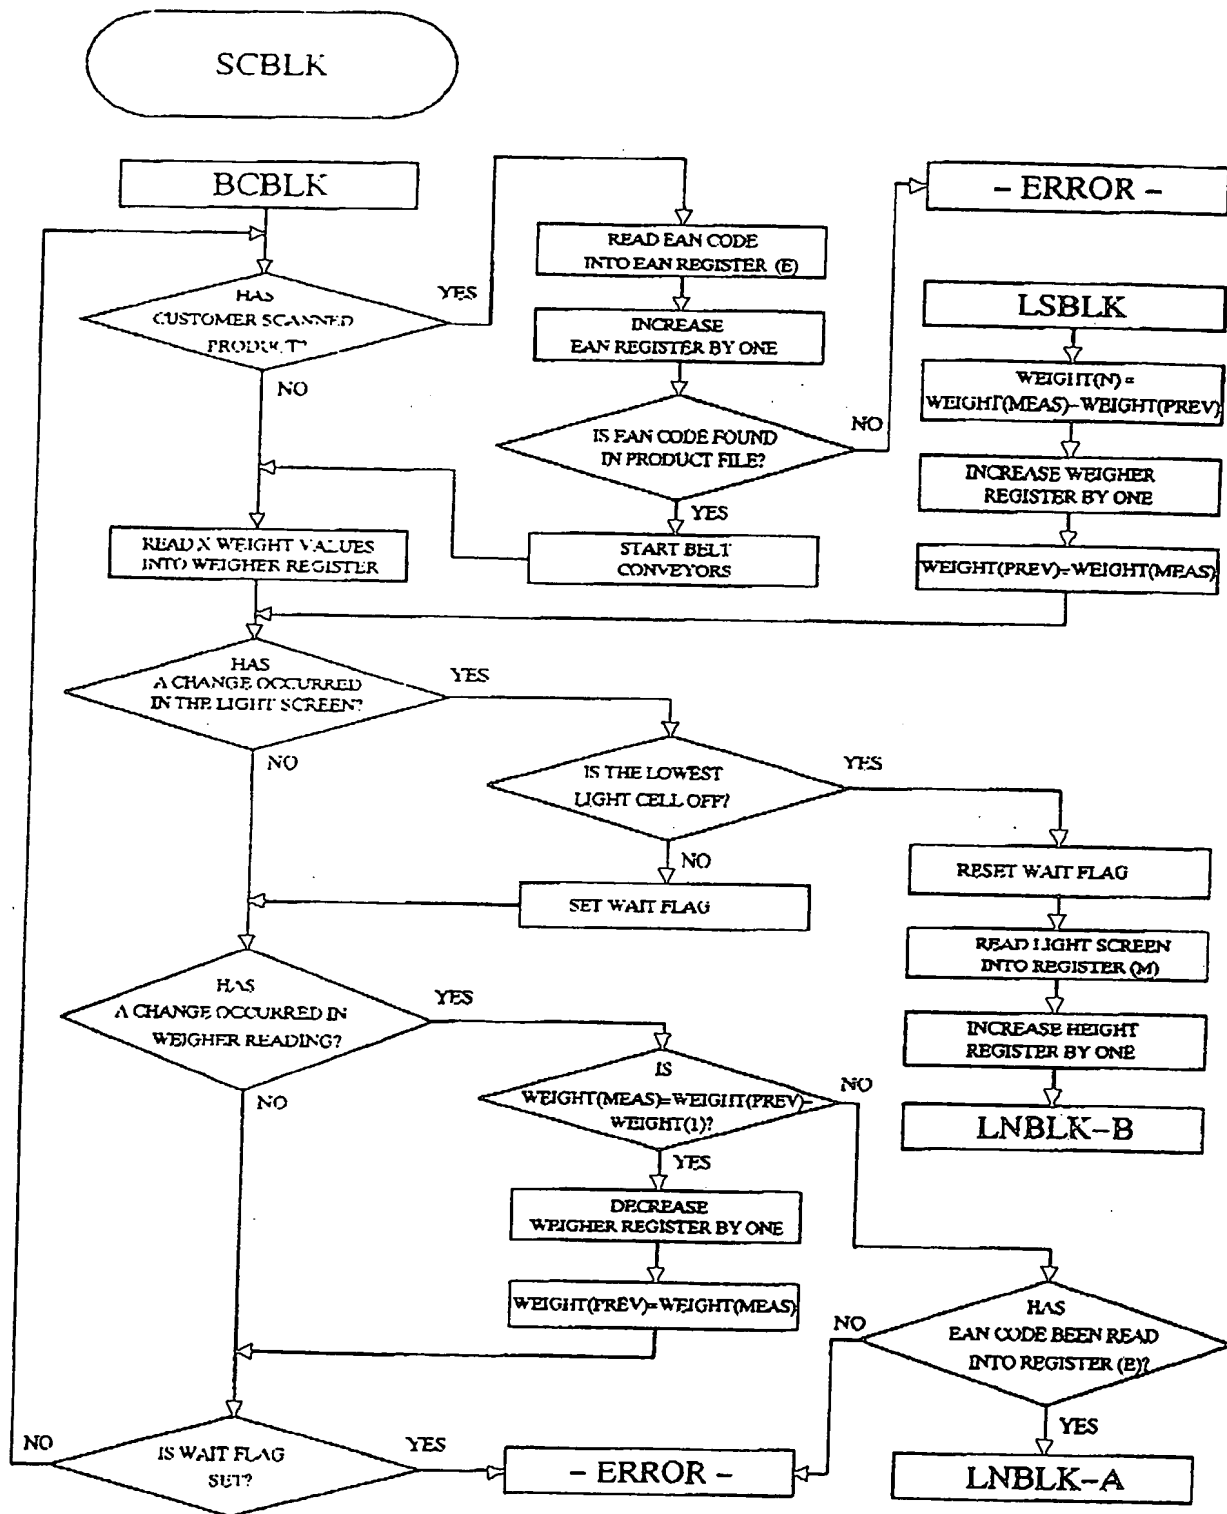 SCBLK
BCBLK
HAS
CUSTOMER SCANNED
PRODUCT?
YES
NO
READ EAN CODE
INTO EAN REGISTER (E)
INCREASE
EAN REGISTER BY ONE
IS EAN CODE FOUND
IN PRODUCT FILE?
NO
YES
START BELT
CONVEYORS
- ERROR -
LSBLK
WEIGHT(N) =
WEIGHT(MEAS)-WEIGHT(PREV)
INCREASE WEIGHER
REGISTER BY ONE
WEIGHT(PREV)=WEIGHT(MEAS)
READ X WEIGHT VALUES
INTO WEIGHER REGISTER
HAS
A CHANGE OCCURRED
IN THE LIGHT SCREEN?
YES
NO
IS THE LOWEST
LIGHT CELL OFF?
YES
NO
SET WAIT FLAG
RESET WAIT FLAG
READ LIGHT SCREEN
INTO REGISTER (M)
INCREASE HEIGHT
REGISTER BY ONE
LNBLK-B
HAS
A CHANGE OCCURRED IN
WEIGHER READING?
YES
NO
IS
WEIGHT(MEAS)=WEIGHT(PREV)-
WEIGHT(1)?
NO
YES
DECREASE
WEIGHER REGISTER BY ONE
WEIGHT(PREV)=WEIGHT(MEAS)
HAS
EAN CODE BEEN READ
INTO REGISTER (E)?
NO
YES
LNBLK-A
IS WAIT FLAG
SET?
NO
YES
- ERROR -